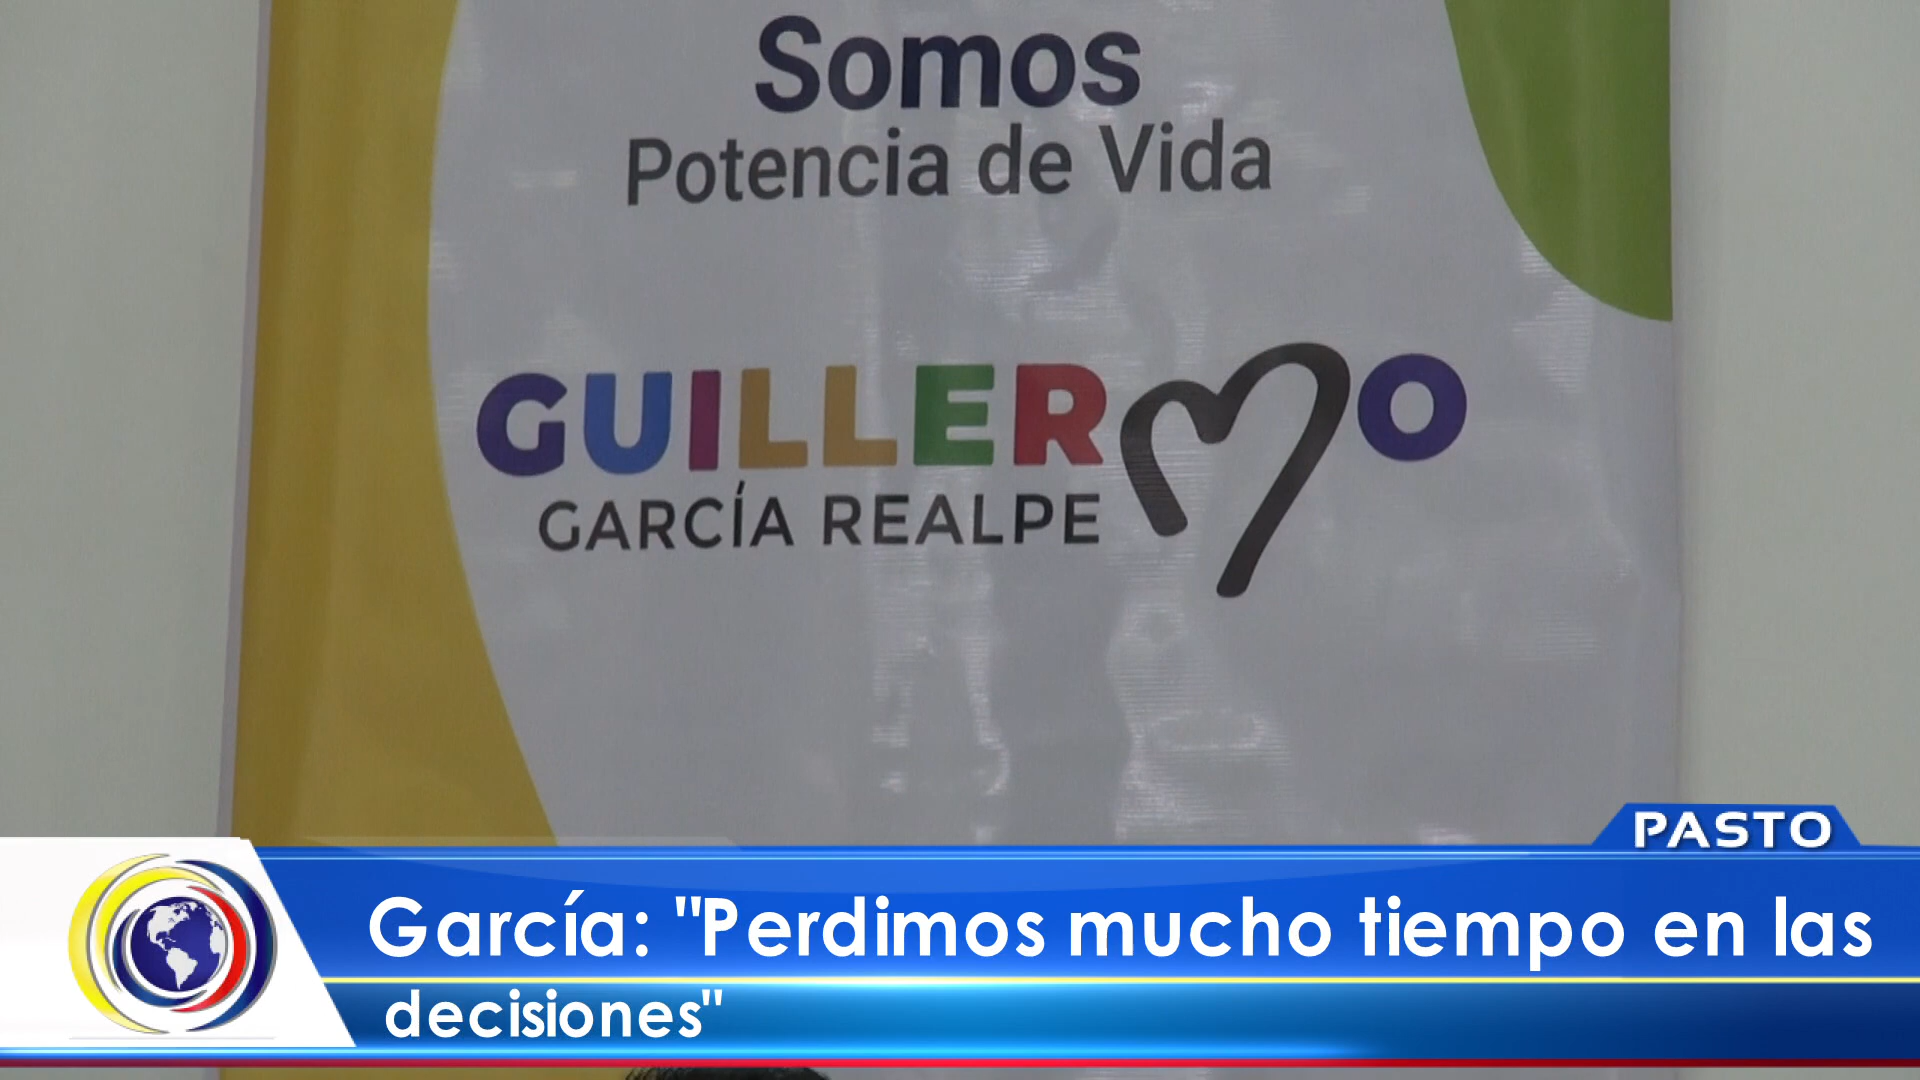 Somos
Potencia de Vida
GUILLERMO
GARCÍA REALPE
PASTO
García: "Perdimos mucho tiempo en las
decisiones"